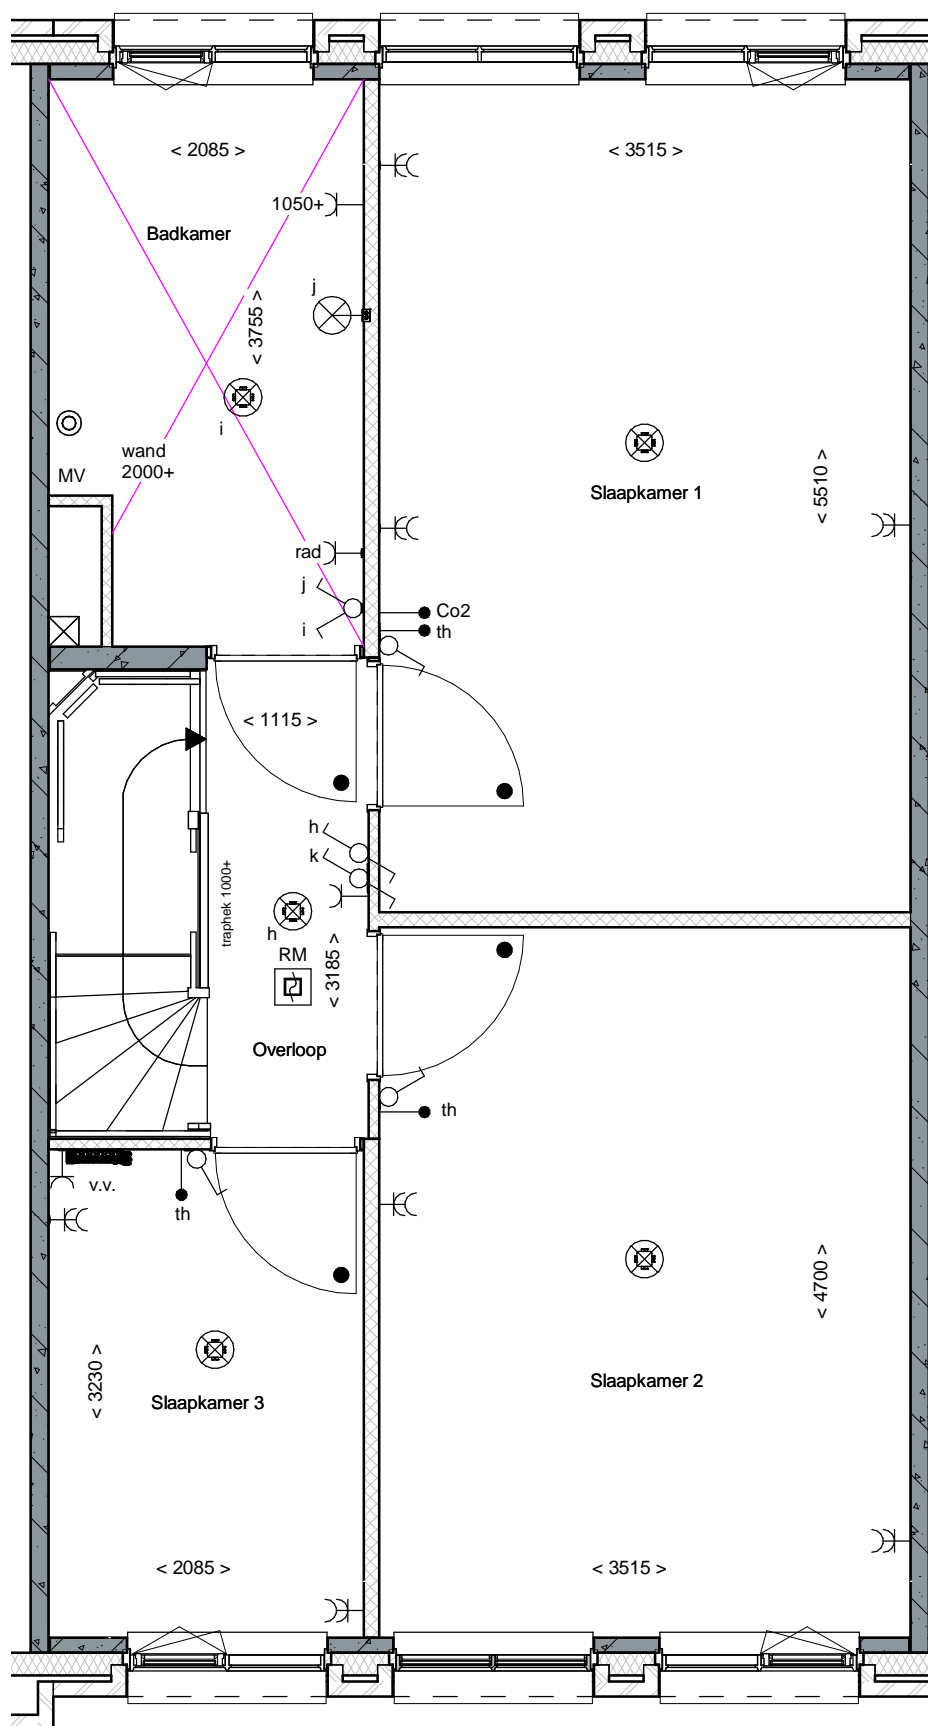 < 2085 >
< 3515 >
1050+
Badkamer
j
< 3755 >
i
wand
2000+
MV
Slaapkamer 1
< 5510 >
rad
j
i
Co2
th
< 1115 >
h
k
traphek 1000+
h
RM
< 3185 >
Overloop
th
v.v.
th
< 4700 >
< 3230 >
Slaapkamer 3
Slaapkamer 2
< 2085 >
< 3515 >